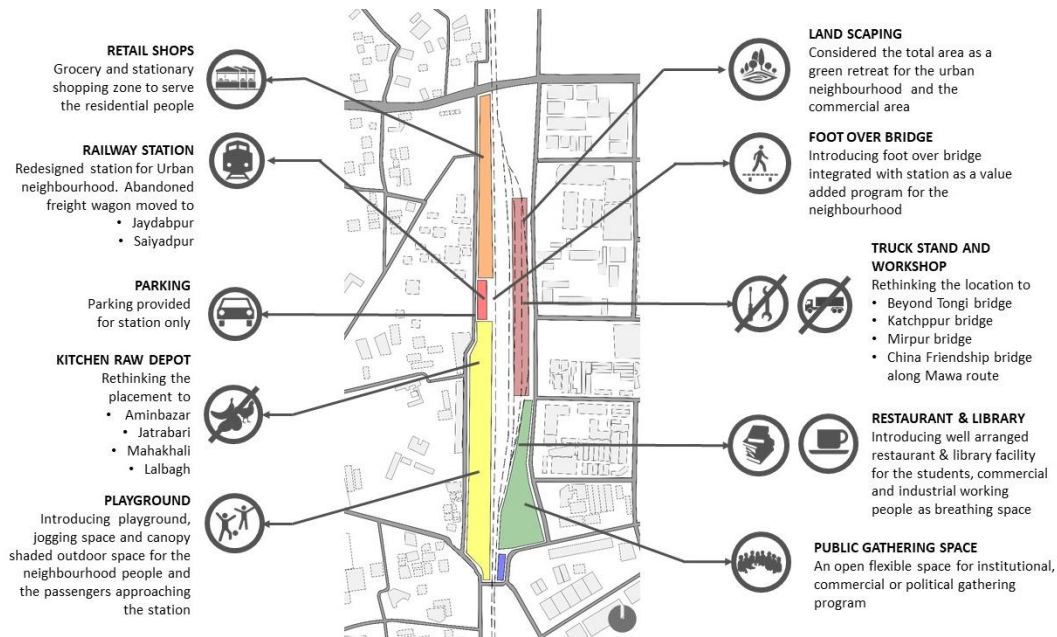 RETAIL SHOPS
Grocery and stationary
shopping zone to serve
the residential people
RAILWAY STATION
Redesigned station for Urban
neighbourhood. Abandoned
freight wagon moved to
• Jaydabpur
• Saiyadpur
PARKING
Parking provided
for station only
KITCHEN RAW DEPOT
Rethinking the
placement to
• Aminbazar
• Jatrabari
• Mahakhali
• Lalbagh
PLAYGROUND
Introducing playground,
jogging space and canopy
shaded outdoor space for the
neighbourhood people and
the passengers approaching
the station
LAND SCAPING
Considered the total area as a
green retreat for the urban
neighbourhood and the
commercial area
FOOT OVER BRIDGE
Introducing foot over bridge
integrated with station as a value
added program for the
neighbourhood
TRUCK STAND AND
WORKSHOP
Rethinking the location to
• Beyond Tongi bridge
• Katchppur bridge
• Mirpur bridge
• China Friendship bridge
along Mawa route
RESTAURANT & LIBRARY
Introducing well arranged
restaurant & library facility
for the students, commercial
and industrial working
people as breathing space
PUBLIC GATHERING SPACE
An open flexible space for institutional,
commercial or political gathering
program